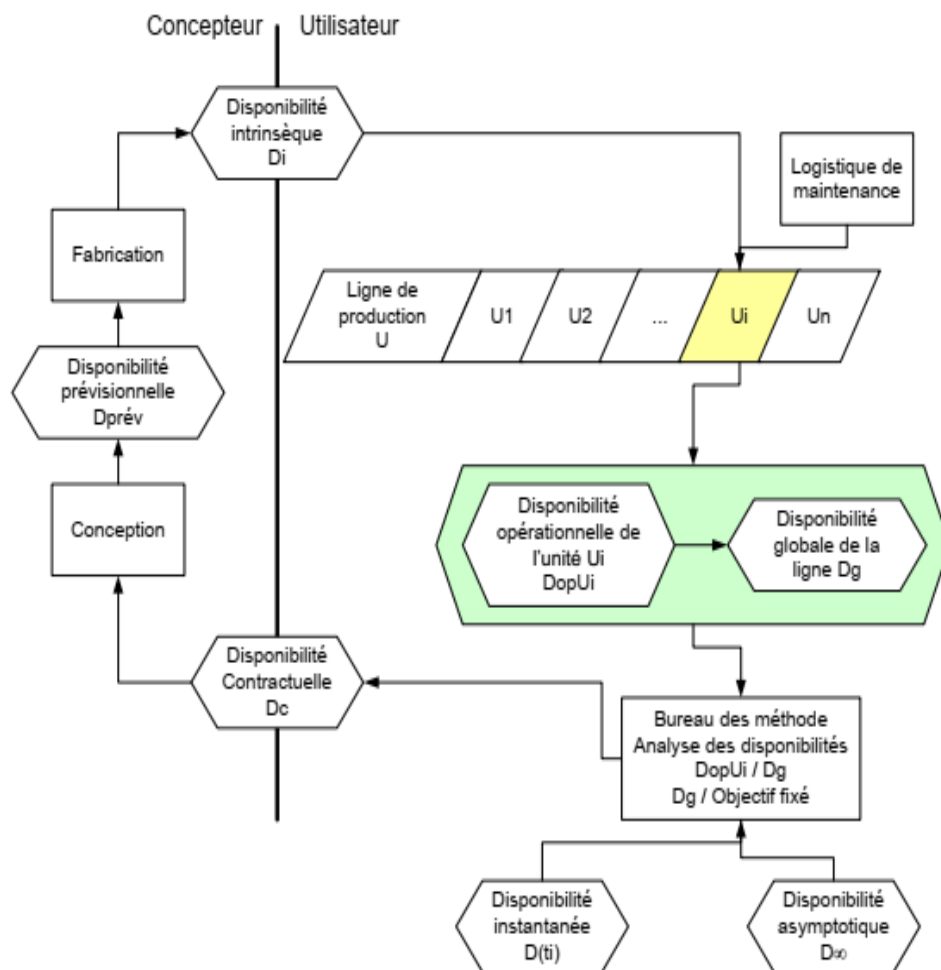 Concepteur
Utilisateur
Disponibilité
intrinsèque
Di
Logistique de
maintenance
Fabrication
Ligne de
production
U
U1
U2
...
Ui
Un
Disponibilité
prévisionnelle
Dprév
Conception
Disponibilité
opérationnelle de
l'unité Ui
DopUi
Disponibilité
globale de la
ligne Dg
Disponibilité
Contractuelle
Dc
Bureau des méthode
Analyse des disponibilités
DopUi / Dg
Dg / Objectif fixé
Disponibilité
instantanée
D(ti)
Disponibilité
asymptotique
D∞